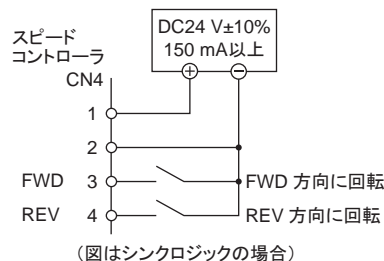 DC24 V±10%
150 mA以上
スピード
コントローラ
CN4
+ −
1
2
FWD 3 FWD 方向に回転
REV 4 REV 方向に回転
(図はシンクロジックの場合)